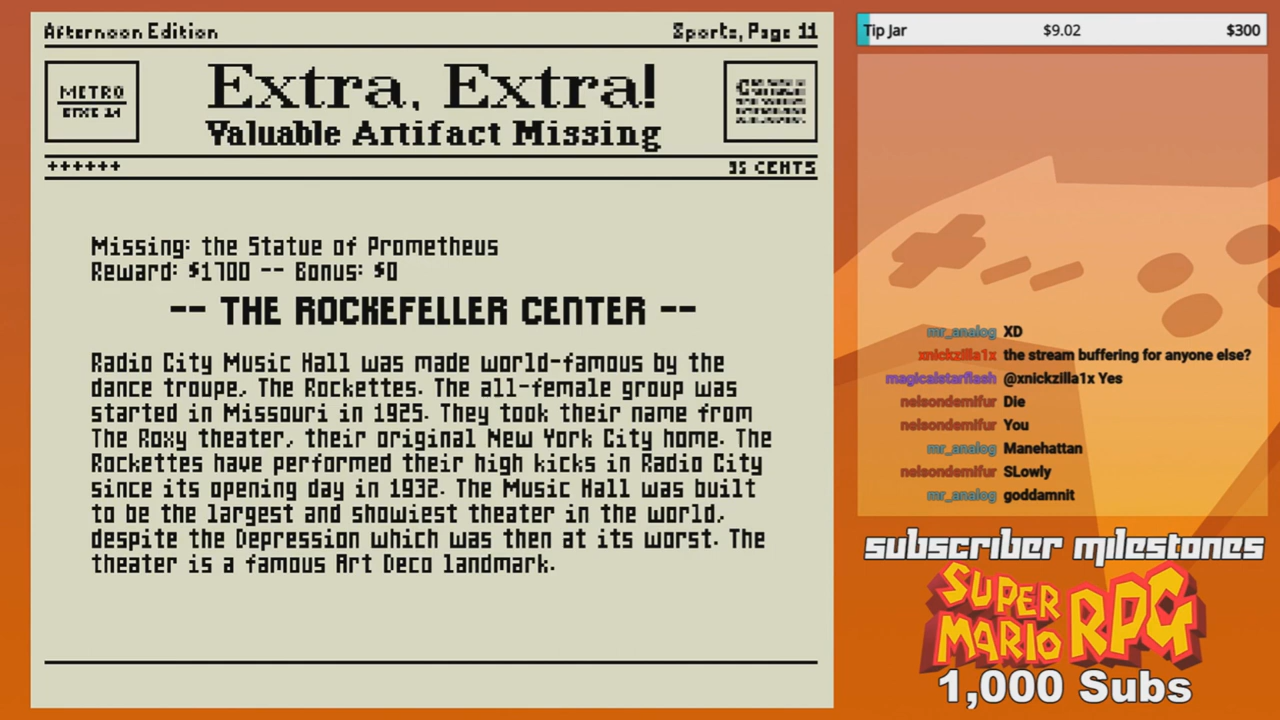 Afternoon Edition
Sports, Page 11
METRO
Extra, Extra!
Valuable Artifact Missing
++++++
35 CENTS
Missing: the Statue of Prometheus
Reward: $1700 -- Bonus: $0
-- THE ROCKEFELLER CENTER --
Radio City Music Hall was made world-famous by the
dance troupe, The Rockettes. The all-female group was
started in Missouri in 1925. They took their name from
The Roxy theater, their original New York City home. The
Rockettes have performed their high kicks in Radio City
since its opening day in 1932. The Music Hall was built
to be the largest and showiest theater in the world,
despite the Depression which was then at its worst. The
theater is a famous Art Deco landmark.
Tip Jar $9.02 $300
mr_analog XD
xnickzilla1x the stream buffering for anyone else?
magicalstarflash @xnickzilla1x Yes
nelsondemifur Die
nelsondemifur You
mr_analog Manehattan
nelsondemifur SLowly
mr_analog goddamnit
subscriber milestones
SUPER
MARIO RPG
1,000 Subs